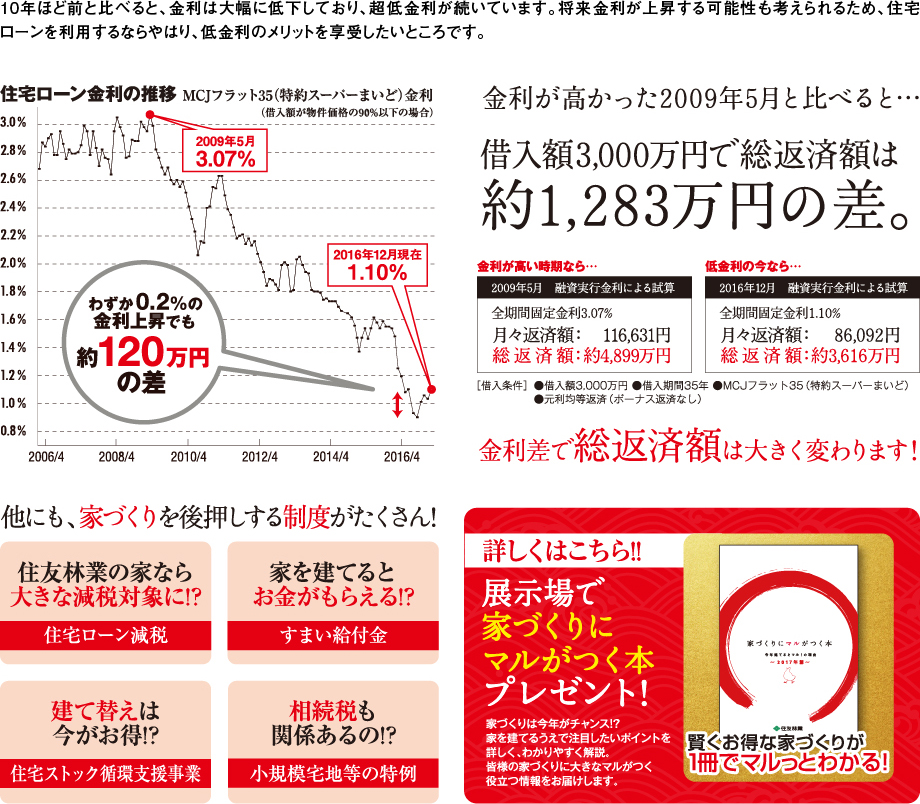 10年ほど前と比べると、金利は大幅に低下しており、超低金利が続いています。将来金利が上昇する可能性も考えられるため、住宅
ローンを利用するならやはり、低金利のメリットを享受したいところです。
住宅ローン金利の推移 MCJフラット35（特約スーパーまいど）金利
（借入額が物件価格の90%以下の場合）
3.0%
2.8%
2.6%
2.4%
2.2%
2.0%
1.8%
1.6%
1.4%
1.2%
1.0%
0.8%
2009年5月
3.07%
2016年12月現在
1.10%
わずか0.2%の
金利上昇でも
約120万円
の差
2006/4 2008/4 2010/4 2012/4 2014/4 2016/4
金利が高かった2009年5月と比べると…
借入額3,000万円で総返済額は
約1,283万円の差。
金利が高い時期なら…
2009年5月 融資実行金利による試算
全期間固定金利3.07%
月々返済額： 116,631円
総返済額：約4,899万円
低金利の今なら…
2016年12月 融資実行金利による試算
全期間固定金利1.10%
月々返済額： 86,092円
総返済額：約3,616万円
［借入条件］ ●借入額3,000万円 ●借入期間35年 ●MCJフラット35（特約スーパーまいど）
●元利均等返済（ボーナス返済なし）
金利差で総返済額は大きく変わります！
他にも、家づくりを後押しする制度がたくさん！
住友林業の家なら
大きな減税対象に!?
住宅ローン減税
家を建てると
お金がもらえる!?
すまい給付金
建て替えは
今がお得!?
住宅ストック循環支援事業
相続税も
関係あるの!?
小規模宅地等の特例
詳しくはこちら!!
展示場で
家づくりに
マルがつく本
プレゼント！
家づくりは今年がチャンス!?
家を建てるうえで注目したいポイントを
詳しく、わかりやすく解説。
皆様の家づくりに大きなマルがつく
役立つ情報をお届けします。
家づくりにマルがつく本
今年建てるとマル！の理由
～2017年版～
住友林業
賢くお得な家づくりが
1冊でマルっとわかる！